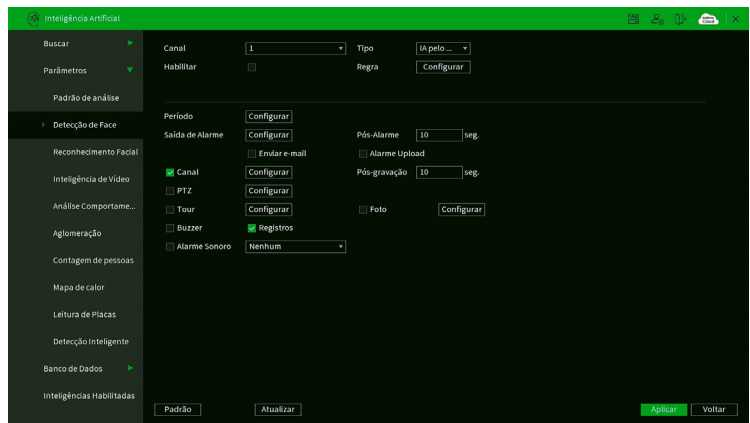 Inteligência Artificial
FAQ
Buscar
Canal
1
Tipo
IA pelo ...
Parâmetros
Habilitar
Regra
Configurar
Padrão de análise
Detecção de Face
Período
Configurar
Saída de Alarme
Configurar
Pós-Alarme
10
seg.
Reconhecimento Facial
Enviar e-mail
Alarme Upload
Inteligência de Vídeo
Canal
Configurar
Pós-gravação
10
seg.
PTZ
Configurar
Análise Comportame...
Tour
Configurar
Foto
Configurar
Aglomeração
Buzzer
Registros
Alarme Sonoro
Nenhum
Contagem de pessoas
Mapa de calor
Leitura de Placas
Detecção Inteligente
Banco de Dados
Inteligências Habilitadas
Padrão
Atualizar
Aplicar
Voltar